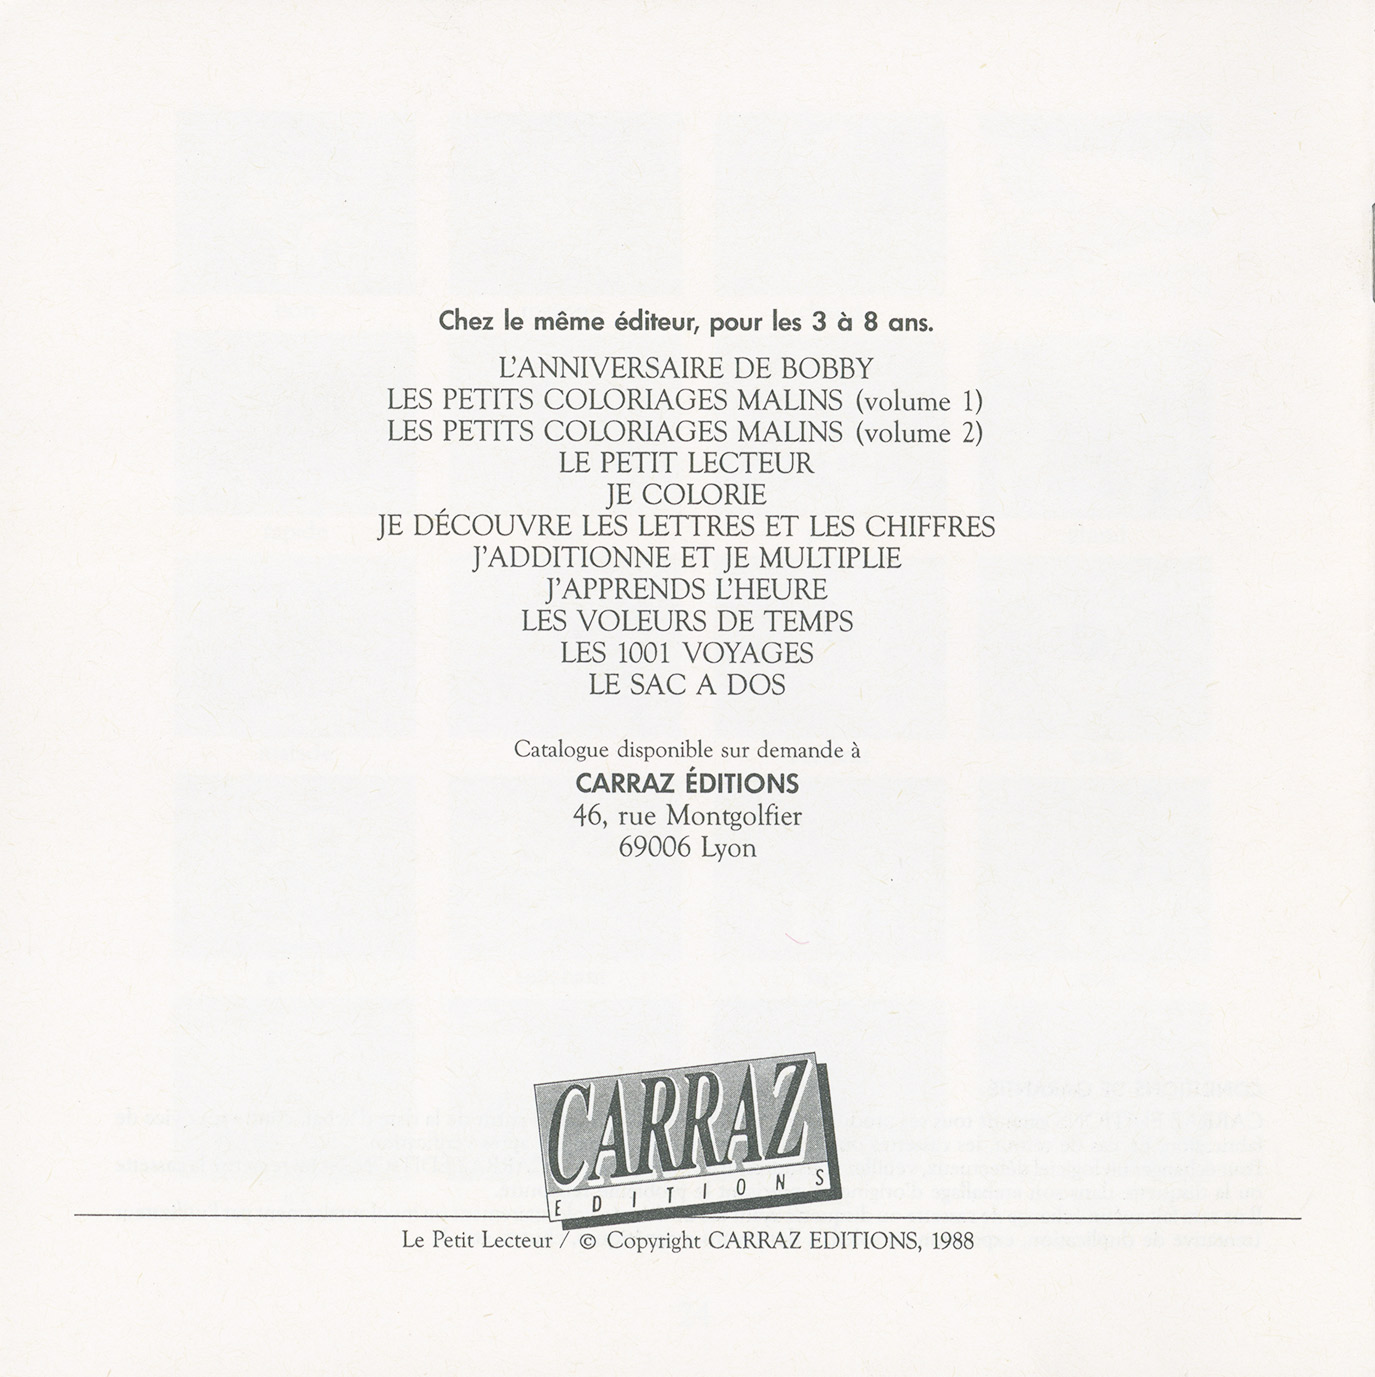 Chez le même éditeur, pour les 3 à 8 ans.
L'ANNIVERSAIRE DE BOBBY
LES PETITS COLORIAGES MALINS (volume 1)
LES PETITS COLORIAGES MALINS (volume 2)
LE PETIT LECTEUR
JE COLORIE
JE DÉCOUVRE LES LETTRES ET LES CHIFFRES
J'ADDITIONNE ET JE MULTIPLIE
J'APPRENDS L'HEURE
LES VOLEURS DE TEMPS
LES 1001 VOYAGES
LE SAC A DOS
Catalogue disponible sur demande à
CARRAZ ÉDITIONS
46, rue Montgolfier
69006 Lyon
CARRAZ
EDITIONS
Le Petit Lecteur / © Copyright CARRAZ EDITIONS, 1988